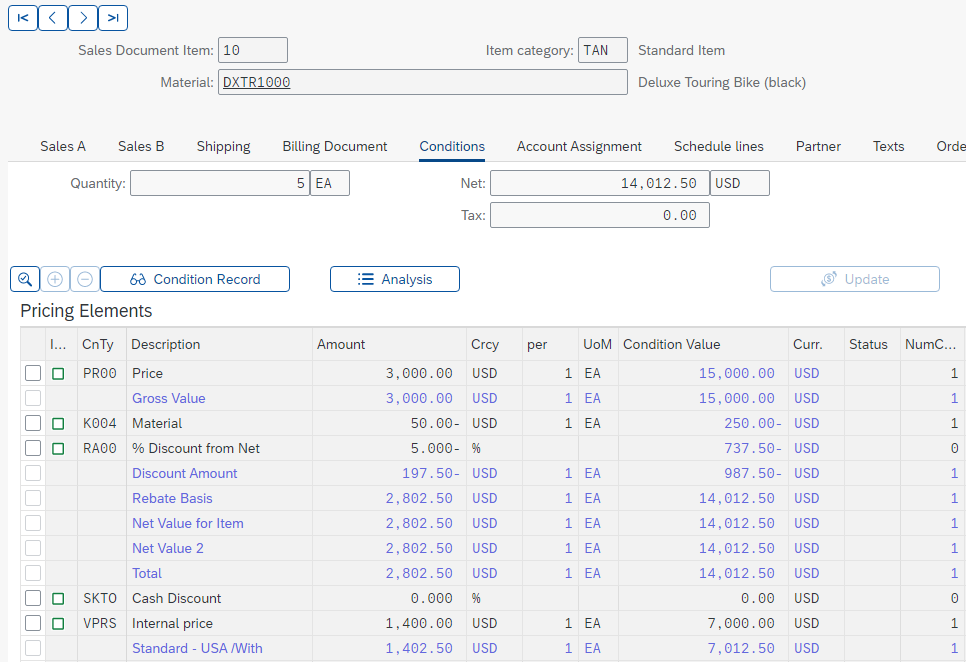 Sales Document Item: 10 Item category: TAN Standard Item
Material: DXTR1000 Deluxe Touring Bike (black)
Sales A Sales B Shipping Billing Document Conditions Account Assignment Schedule lines Partner Texts Orde
Quantity: 5 EA Net: 14,012.50 USD
Tax: 0.00
Condition Record Analysis Update
Pricing Elements
I... CnTy Description Amount Crcy per UoM Condition Value Curr. Status NumC...
PR00 Price 3,000.00 USD 1 EA 15,000.00 USD 1
Gross Value 3,000.00 USD 1 EA 15,000.00 USD 1
K004 Material 50.00- USD 1 EA 250.00- USD 1
RA00 % Discount from Net 5.000- % 737.50- USD 0
Discount Amount 197.50- USD 1 EA 987.50- USD 1
Rebate Basis 2,802.50 USD 1 EA 14,012.50 USD 1
Net Value for Item 2,802.50 USD 1 EA 14,012.50 USD 1
Net Value 2 2,802.50 USD 1 EA 14,012.50 USD 1
Total 2,802.50 USD 1 EA 14,012.50 USD 1
SKTO Cash Discount 0.000 % 0.00 USD 0
VPRS Internal price 1,400.00 USD 1 EA 7,000.00 USD 1
Standard - USA /With 1,402.50 USD 1 EA 7,012.50 USD 1